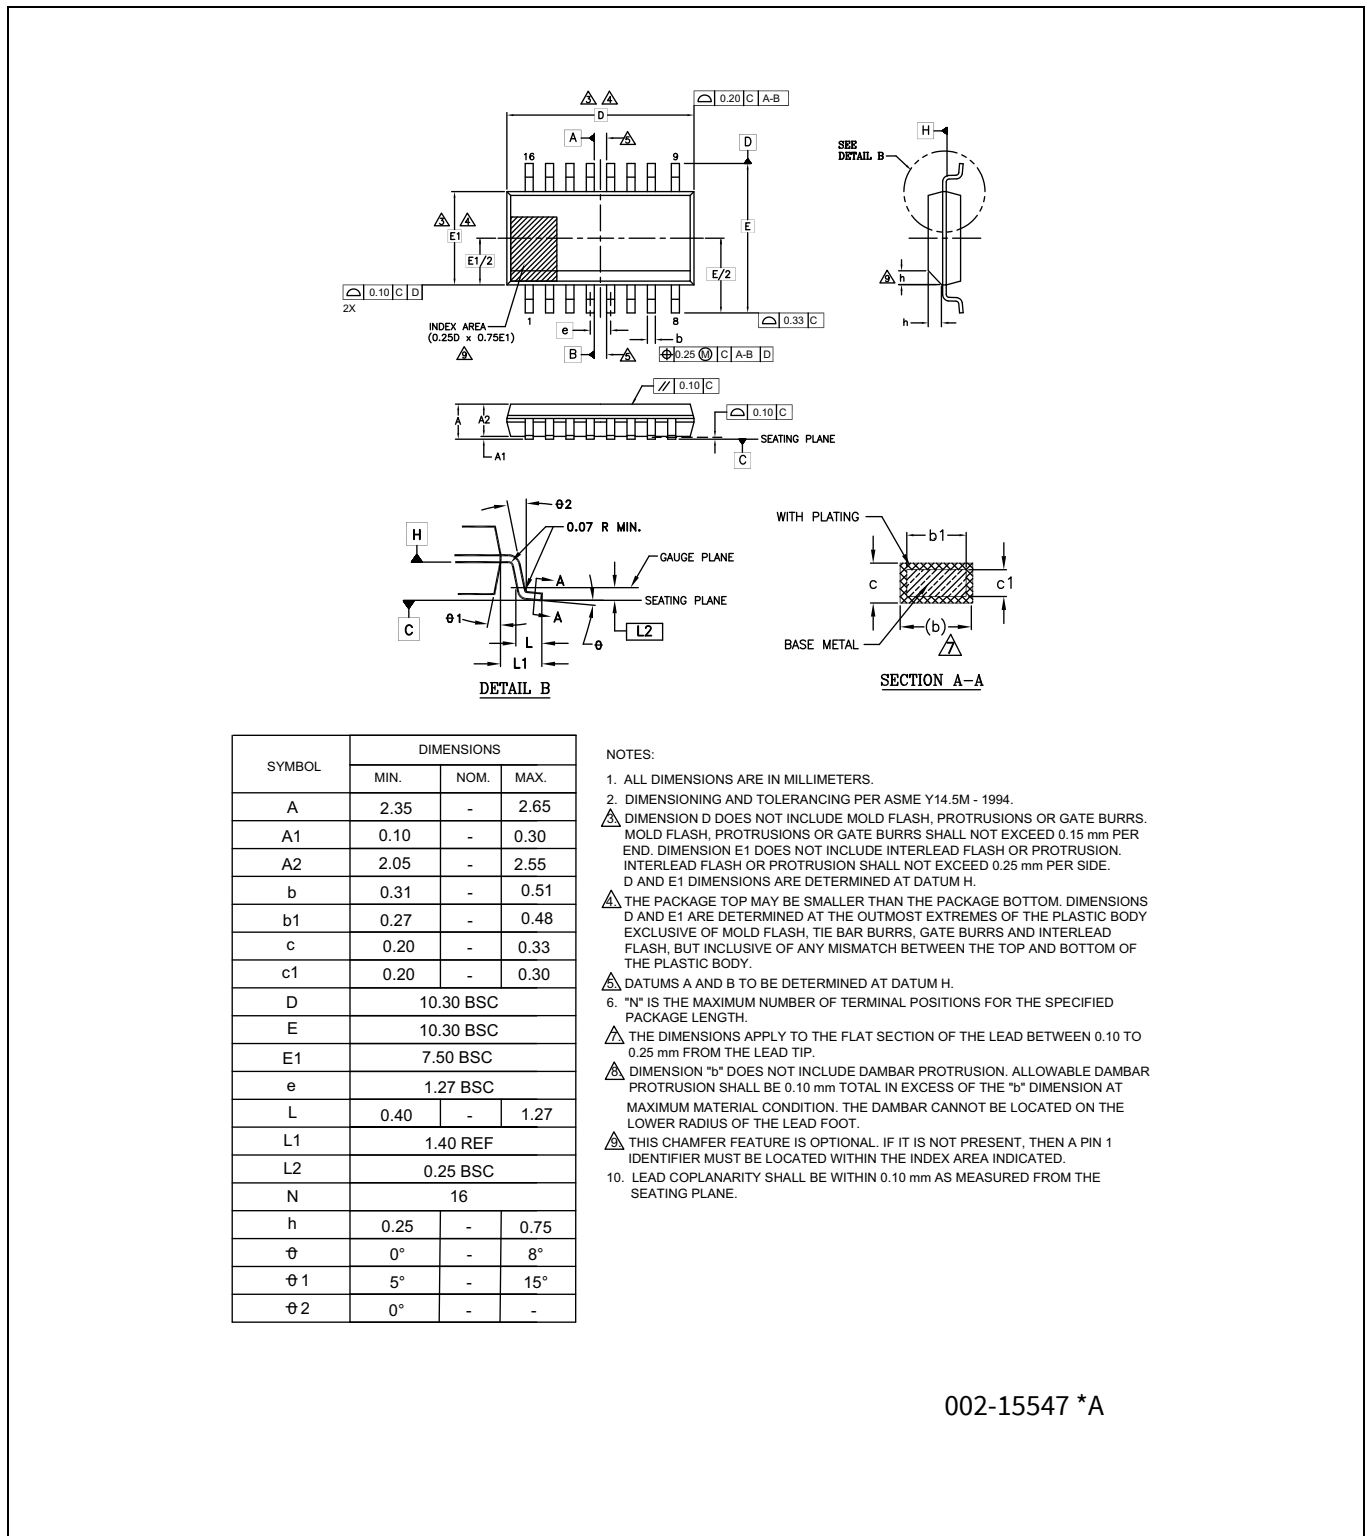 3 4
D
0.20 C A-B
A 5
D
H
SEE
DETAIL B
16 9
3 4
E1
E1/2
E
E/2
9 h
h
0.10 C D
2X
1 8
0.33 C
INDEX AREA
(0.25D x 0.75E1)
9
e
b
B 5
0.25 M C A-B D
// 0.10 C
0.10 C
A A2
A1
SEATING PLANE
C
θ2
0.07 R MIN.
H
GAUGE PLANE
A
SEATING PLANE
C
θ1
A
L2
L
θ
L1
DETAIL B
WITH PLATING
b1
c c1
(b)
BASE METAL
7
SECTION A-A
SYMBOL DIMENSIONS
MIN. NOM. MAX.
A 2.35 - 2.65
A1 0.10 - 0.30
A2 2.05 - 2.55
b 0.31 - 0.51
b1 0.27 - 0.48
c 0.20 - 0.33
c1 0.20 - 0.30
D 10.30 BSC
E 10.30 BSC
E1 7.50 BSC
e 1.27 BSC
L 0.40 - 1.27
L1 1.40 REF
L2 0.25 BSC
N 16
h 0.25 - 0.75
θ 0° - 8°
θ 1 5° - 15°
θ 2 0° - -
NOTES:
1. ALL DIMENSIONS ARE IN MILLIMETERS.
2. DIMENSIONING AND TOLERANCING PER ASME Y14.5M - 1994.
3. DIMENSION D DOES NOT INCLUDE MOLD FLASH, PROTRUSIONS OR GATE BURRS.
MOLD FLASH, PROTRUSIONS OR GATE BURRS SHALL NOT EXCEED 0.15 mm PER
END. DIMENSION E1 DOES NOT INCLUDE INTERLEAD FLASH OR PROTRUSION.
INTERLEAD FLASH OR PROTRUSION SHALL NOT EXCEED 0.25 mm PER SIDE.
D AND E1 DIMENSIONS ARE DETERMINED AT DATUM H.
4. THE PACKAGE TOP MAY BE SMALLER THAN THE PACKAGE BOTTOM. DIMENSIONS
D AND E1 ARE DETERMINED AT THE OUTMOST EXTREMES OF THE PLASTIC BODY
EXCLUSIVE OF MOLD FLASH, TIE BAR BURRS, GATE BURRS AND INTERLEAD
FLASH, BUT INCLUSIVE OF ANY MISMATCH BETWEEN THE TOP AND BOTTOM OF
THE PLASTIC BODY.
5. DATUMS A AND B TO BE DETERMINED AT DATUM H.
6. "N" IS THE MAXIMUM NUMBER OF TERMINAL POSITIONS FOR THE SPECIFIED
PACKAGE LENGTH.
7. THE DIMENSIONS APPLY TO THE FLAT SECTION OF THE LEAD BETWEEN 0.10 TO
0.25 mm FROM THE LEAD TIP.
8. DIMENSION "b" DOES NOT INCLUDE DAMBAR PROTRUSION. ALLOWABLE DAMBAR
PROTRUSION SHALL BE 0.10 mm TOTAL IN EXCESS OF THE "b" DIMENSION AT
MAXIMUM MATERIAL CONDITION. THE DAMBAR CANNOT BE LOCATED ON THE
LOWER RADIUS OF THE LEAD FOOT.
9. THIS CHAMFER FEATURE IS OPTIONAL. IF IT IS NOT PRESENT, THEN A PIN 1
IDENTIFIER MUST BE LOCATED WITHIN THE INDEX AREA INDICATED.
10. LEAD COPLANARITY SHALL BE WITHIN 0.10 mm AS MEASURED FROM THE
SEATING PLANE.
002-15547 *A